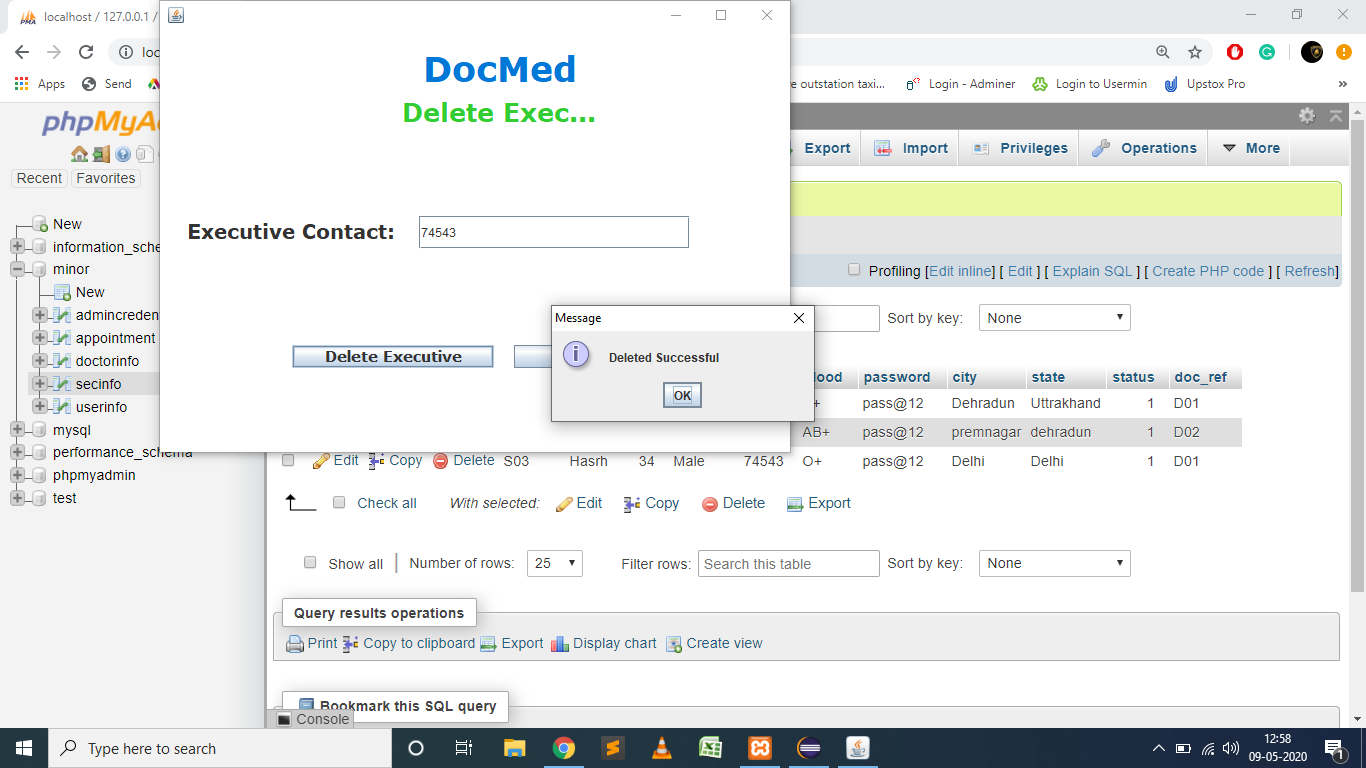 localhost / 127.0.0.1 /
loc
Apps
Send
e outstation taxi...
Login - Adminer
Login to Usermin
Upstox Pro
»
DocMed
Delete Exec...
Executive Contact:
74543
Delete Executive
Message
Deleted Successful
OK
phpMyAd
Recent
Favorites
New
information_sche
minor
New
admincreden
appointment
doctorinfo
secinfo
userinfo
mysql
performance_schema
phpmyadmin
test
Export
Import
Privileges
Operations
More
Profiling [Edit inline] [ Edit ] [ Explain SQL ] [ Create PHP code ] [ Refresh]
Sort by key:
None
lood password city state status doc_ref
+ pass@12 Dehradun Uttrakhand 1 D01
AB+ pass@12 premnagar dehradun 1 D02
Edit Copy Delete S03 Hasrh 34 Male 74543 O+ pass@12 Delhi Delhi 1 D01
Check all With selected: Edit Copy Delete Export
Show all Number of rows: 25 Filter rows: Search this table Sort by key: None
Query results operations
Print Copy to clipboard Export Display chart Create view
Bookmark this SQL query
Console
Type here to search
12:58
09-05-2020
1